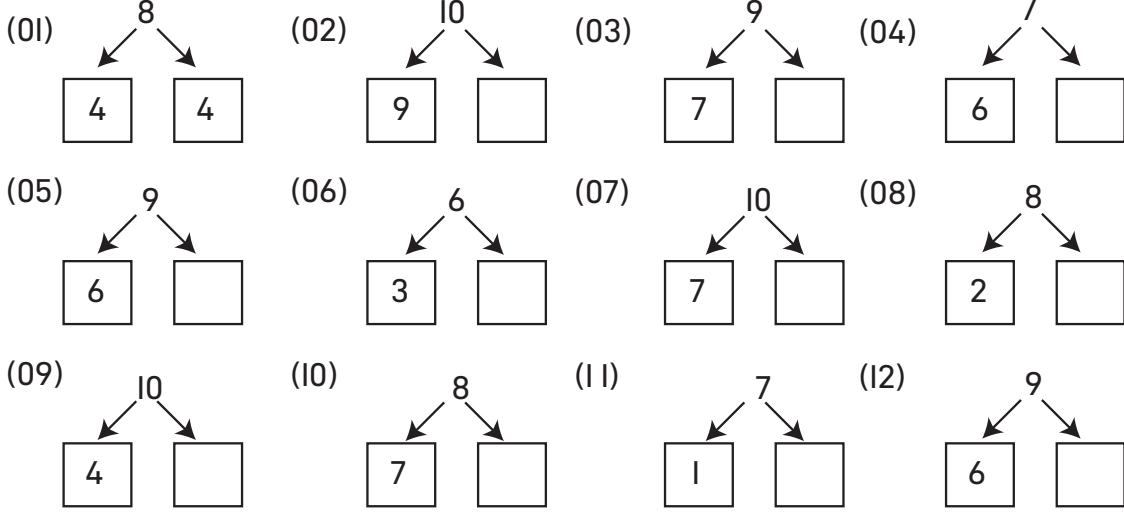 (01) 8 (02) 10 (03) 9 (04) 7
4 4 9 7 6
(05) 9 (06) 6 (07) 10 (08) 8
6 3 7 2
(09) 10 (10) 8 (11) 7 (12) 9
4 7 1 6